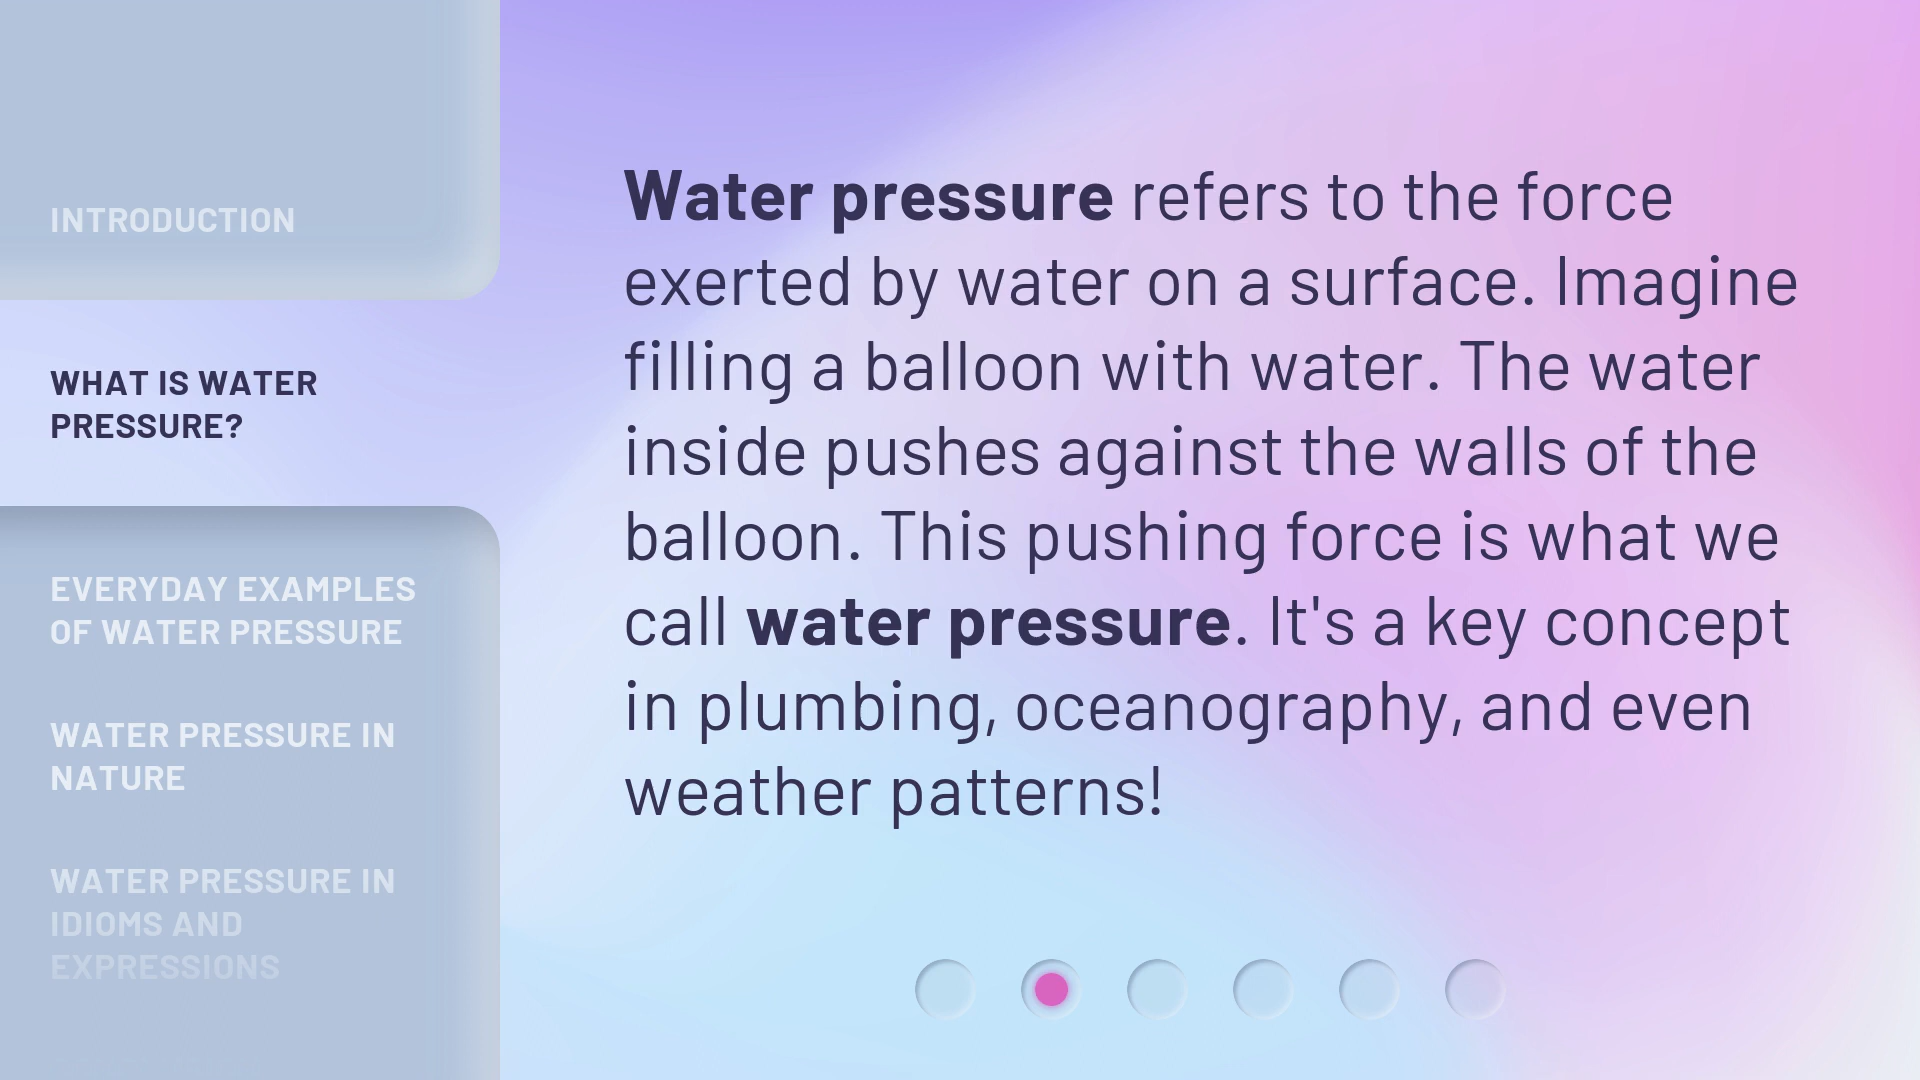 INTRODUCTION
WHAT IS WATER
PRESSURE?
EVERYDAY EXAMPLES
OF WATER PRESSURE
WATER PRESSURE IN
NATURE
WATER PRESSURE IN
IDIOMS AND
EXPRESSIONS
Water pressure refers to the force
exerted by water on a surface. Imagine
filling a balloon with water. The water
inside pushes against the walls of the
balloon. This pushing force is what we
call water pressure. It's a key concept
in plumbing, oceanography, and even
weather patterns!